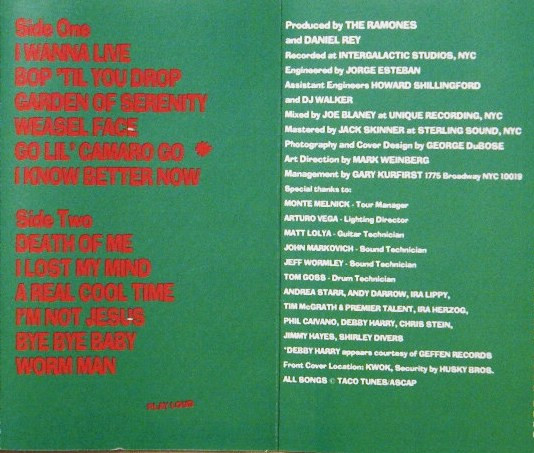 Side One
I WANNA LIVE
BOP 'TIL YOU DROP
GARDEN OF SERENITY
WEASEL FACE
GO LIL' CAMARO GO *
I KNOW BETTER NOW
Side Two
DEATH OF ME
I LOST MY MIND
A REAL COOL TIME
I'M NOT JESUS
BYE BYE BABY
WORM MAN
PLAY LOUD
Produced by THE RAMONES
and DANIEL REY
Recorded at INTERGALACTIC STUDIOS, NYC
Engineered by JORGE ESTEBAN
Assistant Engineers HOWARD SHILLINGFORD
and DJ WALKER
Mixed by JOE BLANEY at UNIQUE RECORDING, NYC
Mastered by JACK SKINNER at STERLING SOUND, NYC
Photography and Cover Design by GEORGE DuBOSE
Art Direction by MARK WEINBERG
Management by GARY KURFIRST 1775 Broadway NYC 10019
Special thanks to:
MONTE MELNICK - Tour Manager
ARTURO VEGA - Lighting Director
MATT LOLYA - Guitar Technician
JOHN MARKOVICH - Sound Technician
JEFF WORMLEY - Sound Technician
TOM GOSS - Drum Technician
ANDREA STARR, ANDY DARROW, IRA LIPPY,
TIM McGRATH & PREMIER TALENT, IRA HERZOG,
PHIL CAIVANO, DEBBY HARRY, CHRIS STEIN,
JIMMY HAYES, SHIRLEY DIVERS
*DEBBY HARRY appears courtesy of GEFFEN RECORDS
Front Cover Location: KWOK, Security by HUSKY BROS.
ALL SONGS © TACO TUNES/ASCAP